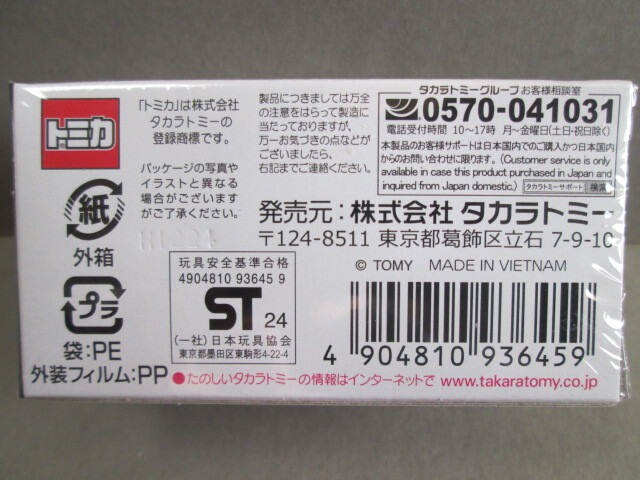 トミカ
「トミカ」は株式会社
タカラトミーの
登録商標です。
パッケージの写真や
イラストと異なる
場合がございます
がご了承ください。
製品につきましては万全
の注意をはらって製造に
当たっておりますが、
万一お気づきの点などが
ございましたら、
右記までご連絡ください。
タカラトミーグループお客様相談室
0570-041031
電話受付時間 10～17時 月～金曜日(土日・祝日除く)
本製品のお客様サポートは日本国内でのご購入かつ日本国内
からのお問い合わせに限ります。(Customer service is only
available in case this product purchased in Japan and
inquired from Japan domestic.) タカラトミーサポート 検索
発売元:株式会社 タカラトミー
〒124-8511 東京都葛飾区立石 7-9-10
© TOMY MADE IN VIETNAM
紙
外箱
プラ
袋:PE
外装フィルム:PP
玩具安全基準合格
4904810 93645 9
ST 24
(一社)日本玩具協会
東京都墨田区東駒形4-22-4
4 904810 936459
●たのしいタカラトミーの情報はインターネットで www.takaratomy.co.jp